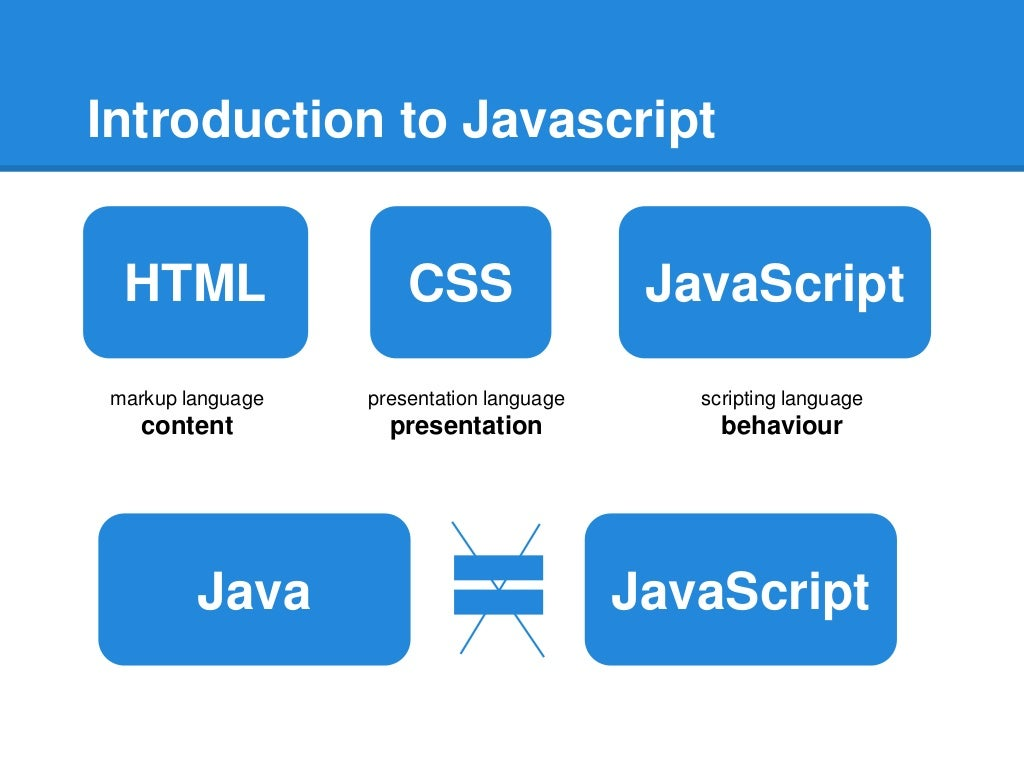 Introduction to Javascript
HTML CSS JavaScript
markup language presentation language scripting language
content presentation behaviour
Java = JavaScript